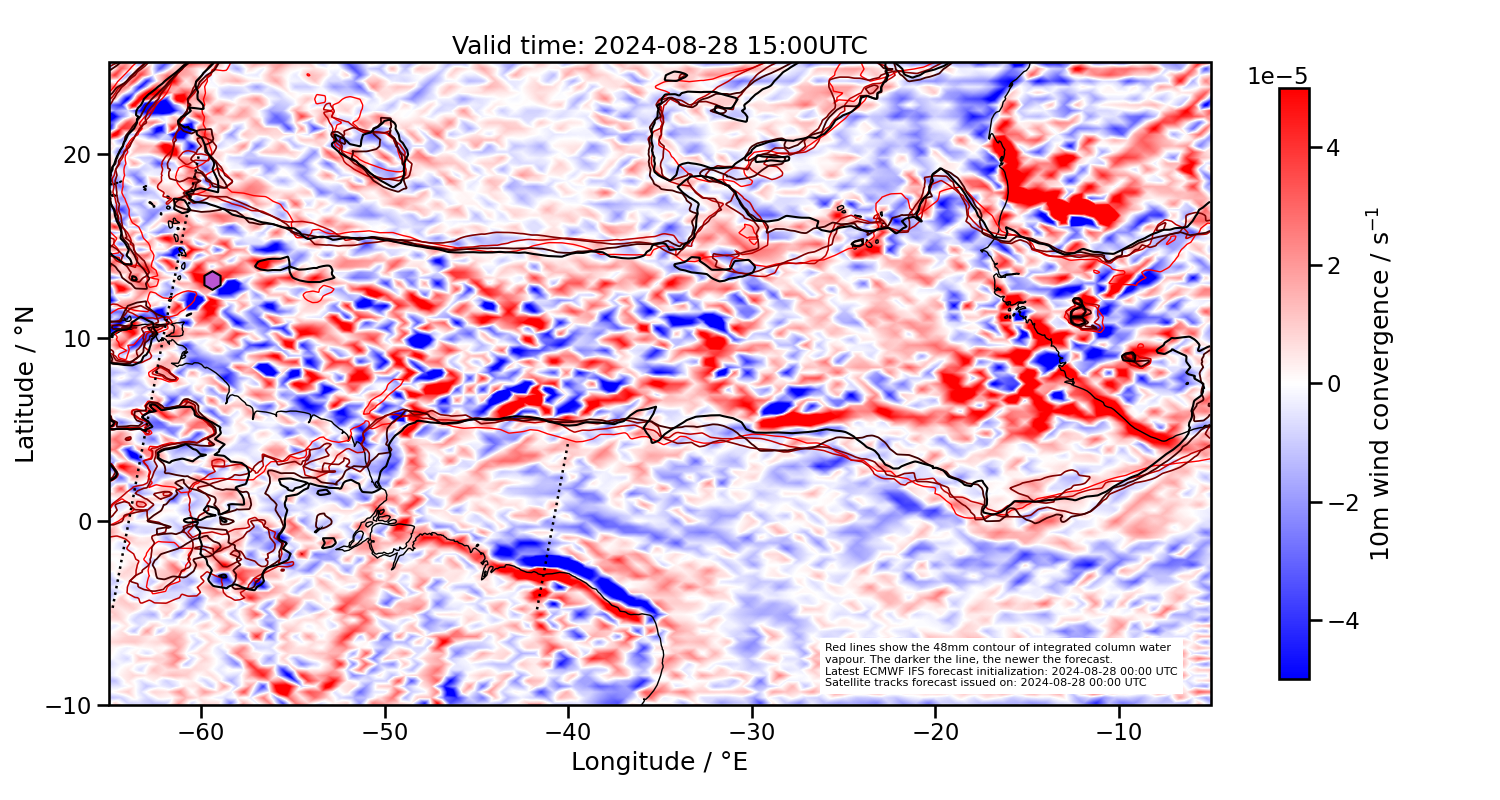 Valid time: 2024-08-28 15:00UTC
1e−5
20
10
0
−10
−60
−50
−40
−30
−20
−10
Longitude / °E
Latitude / °N
4
2
0
−2
−4
10m wind convergence / s⁻¹
Red lines show the 48mm contour of integrated column water
vapour. The darker the line, the newer the forecast.
Latest ECMWF IFS forecast initialization: 2024-08-28 00:00 UTC
Satellite tracks forecast issued on: 2024-08-28 00:00 UTC